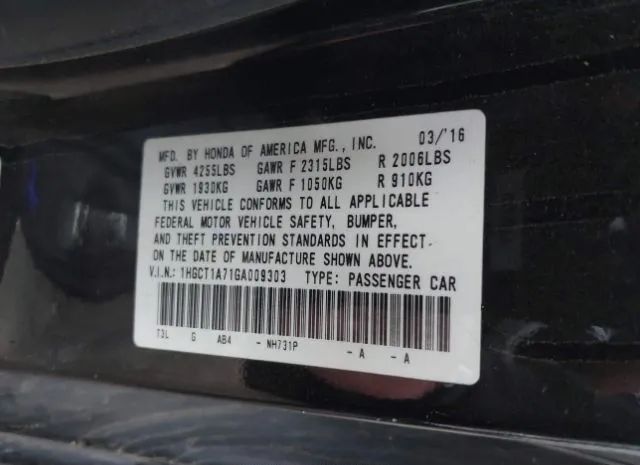 MFD. BY HONDA OF AMERICA MFG., INC. 03/'16
GVWR 4255LBS GAWR F 2315LBS R 2006LBS
GVWR 1930KG GAWR F 1050KG R 910KG
THIS VEHICLE CONFORMS TO ALL APPLICABLE
FEDERAL MOTOR VEHICLE SAFETY, BUMPER,
AND THEFT PREVENTION STANDARDS IN EFFECT
ON THE DATE OF MANUFACTURE SHOWN ABOVE.
V.I.N.: 1HGCT1A71GA009303 TYPE: PASSENGER CAR
T3L G AB4 - NH731P - A - A